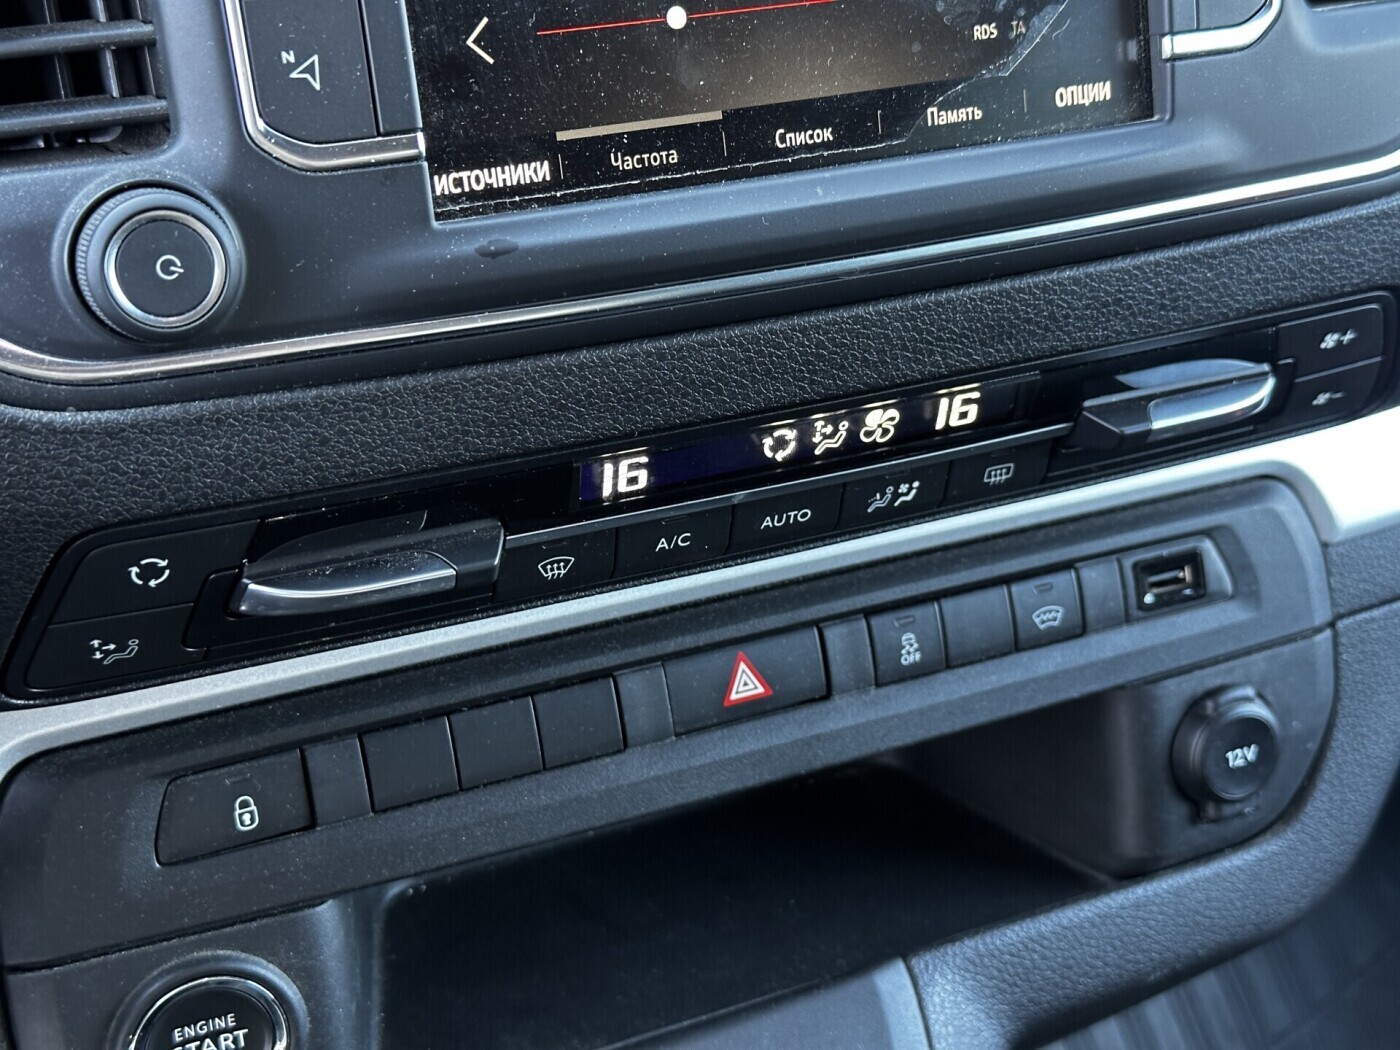 N
RDS TA
ИСТОЧНИКИ Частота Список Память ОПЦИИ
16 16
A/C AUTO
OFF
12V
ENGINE
START